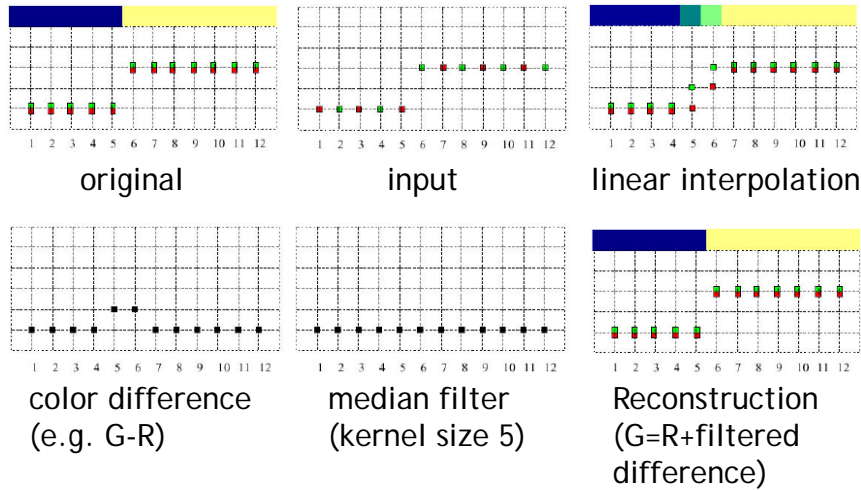 1 2 3 4 5 6 7 8 9 10 11 12
1 2 3 4 5 6 7 8 9 10 11 12
1 2 3 4 5 6 7 8 9 10 11 12
original
input
linear interpolation
1 2 3 4 5 6 7 8 9 10 11 12
1 2 3 4 5 6 7 8 9 10 11 12
1 2 3 4 5 6 7 8 9 10 11 12
color difference
(e.g. G-R)
median filter
(kernel size 5)
Reconstruction
(G=R+filtered
difference)